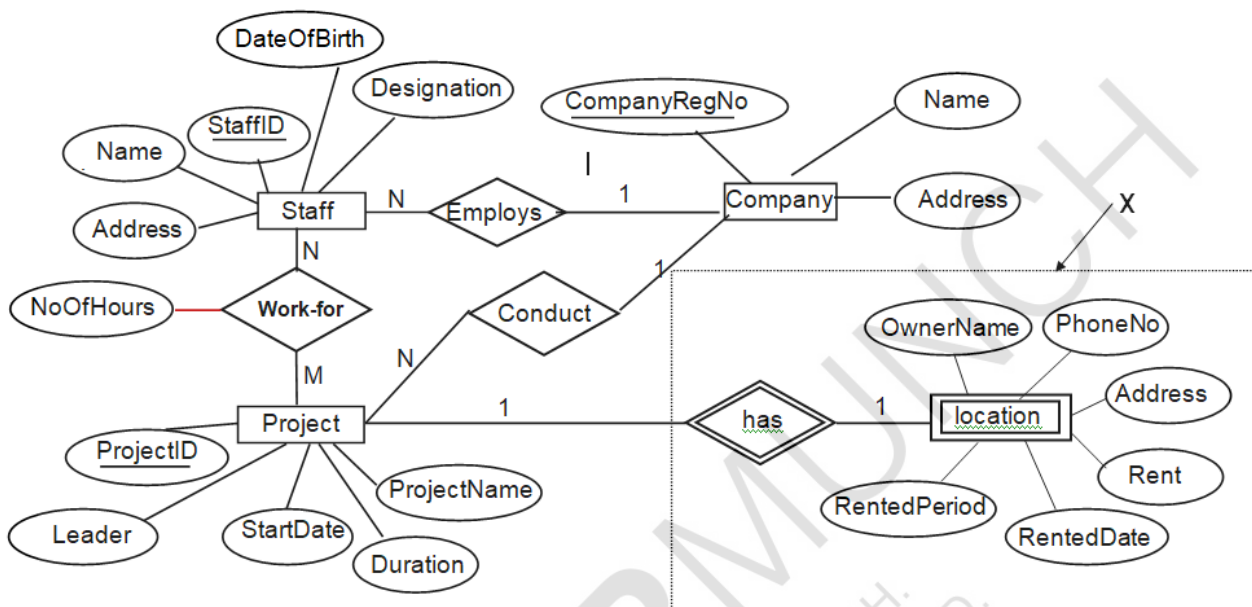 DateOfBirth
Designation
StaffID
Name
Address
Staff
N
Employs
1
CompanyRegNo
Name
Company
Address
X
N
NoOfHours
Work-for
M
Conduct
1
N
Project
1
has
1
location
OwnerName
PhoneNo
Address
Rent
RentedDate
RentedPeriod
ProjectID
Leader
StartDate
ProjectName
Duration
MUNCH